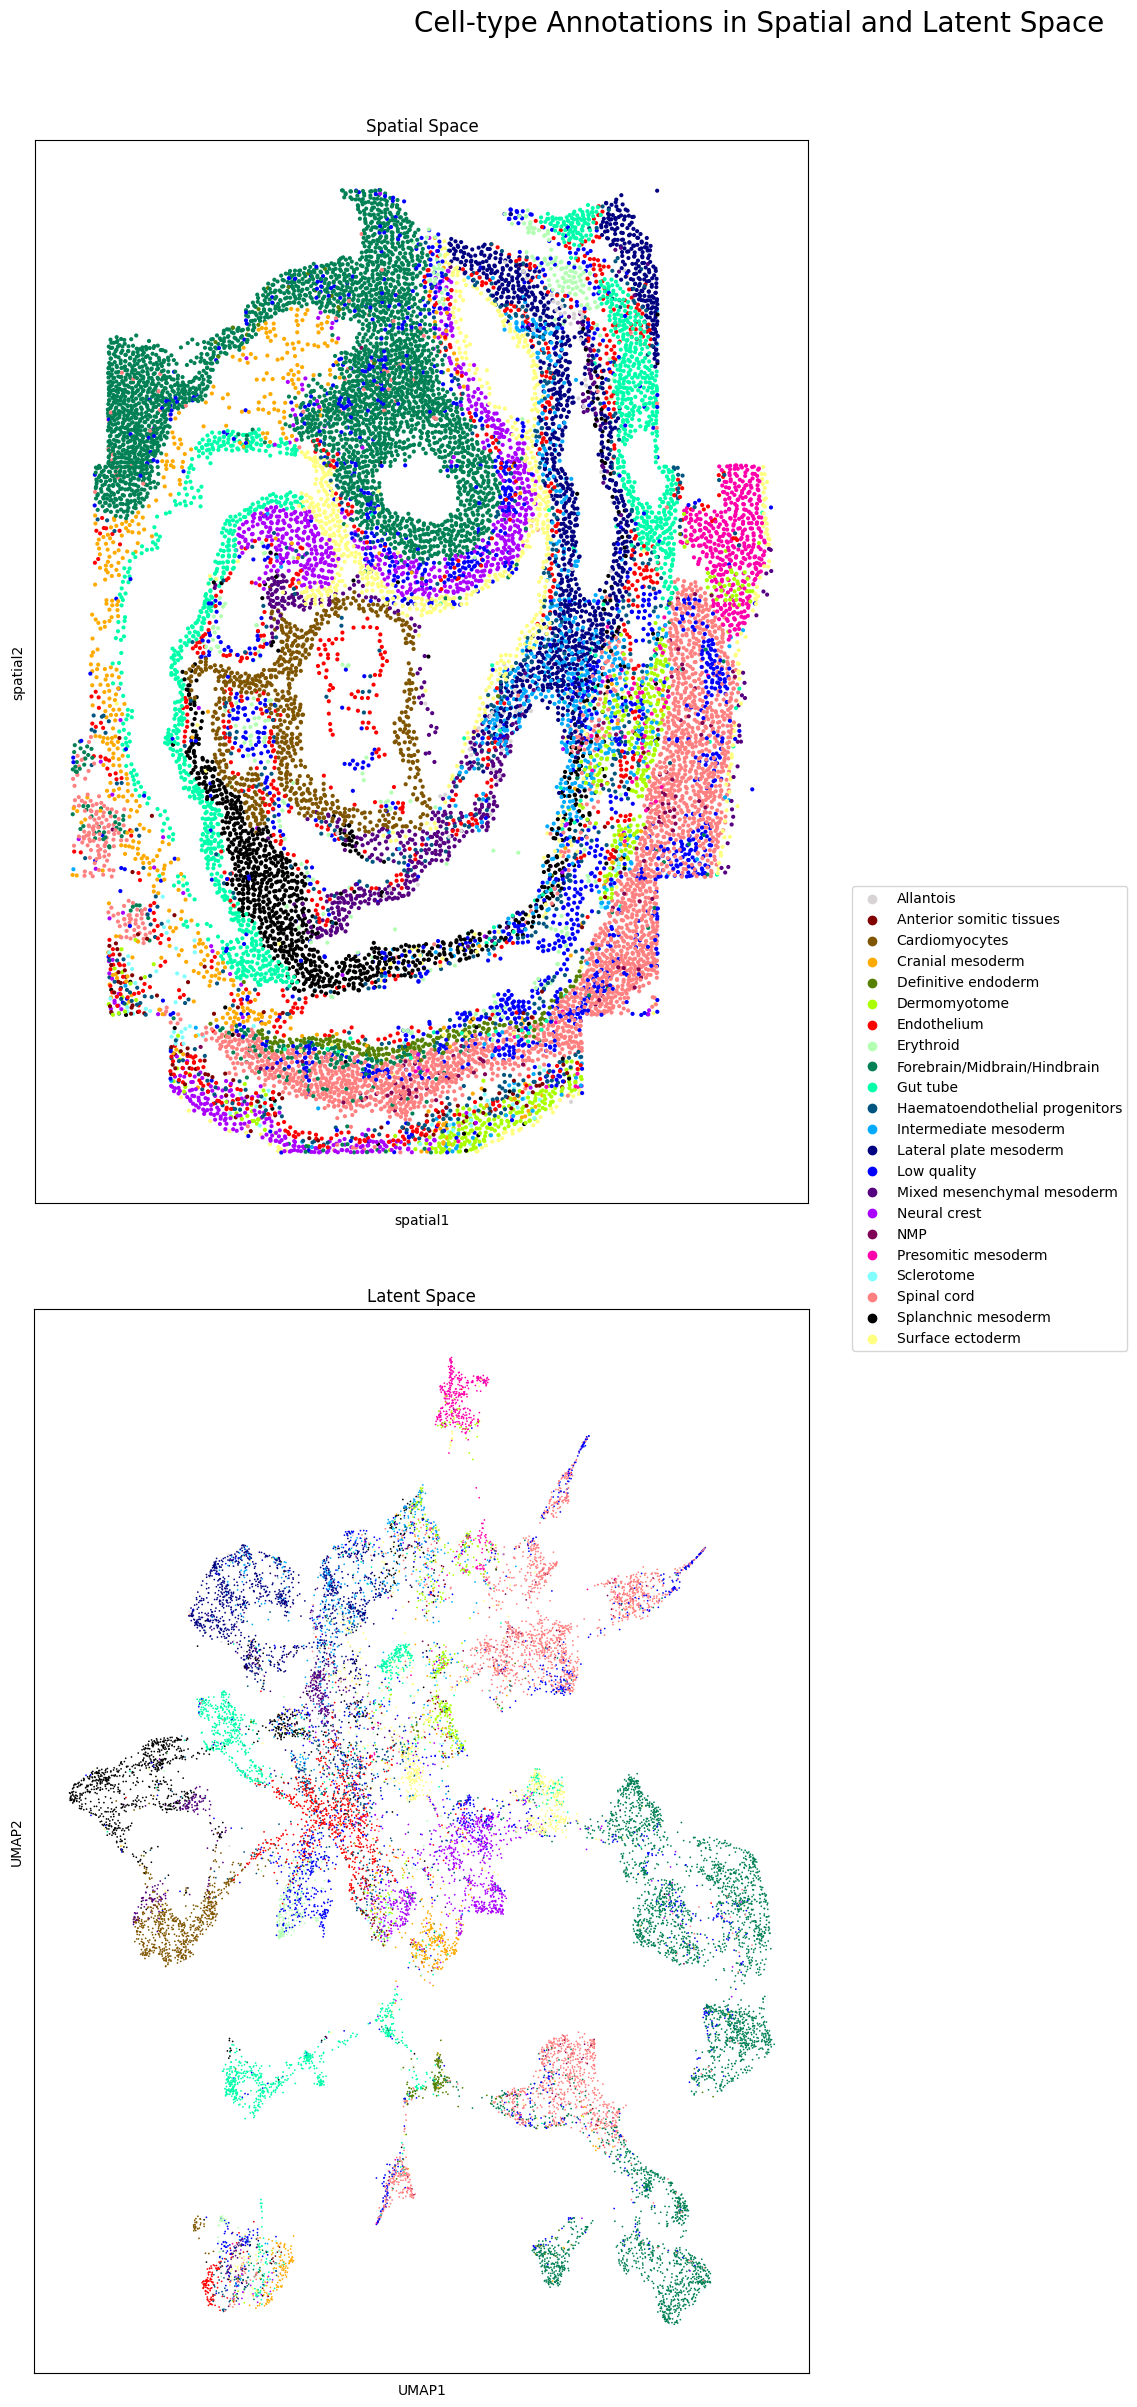 Cell-type Annotations in Spatial and Latent Space
Spatial Space
spatial2
spatial1
Allantois
Anterior somitic tissues
Cardiomyocytes
Cranial mesoderm
Definitive endoderm
Dermomyotome
Endothelium
Erythroid
Forebrain/Midbrain/Hindbrain
Gut tube
Haematoendothelial progenitors
Intermediate mesoderm
Lateral plate mesoderm
Low quality
Mixed mesenchymal mesoderm
Neural crest
NMP
Presomitic mesoderm
Sclerotome
Spinal cord
Splanchnic mesoderm
Surface ectoderm
Latent Space
UMAP2
UMAP1